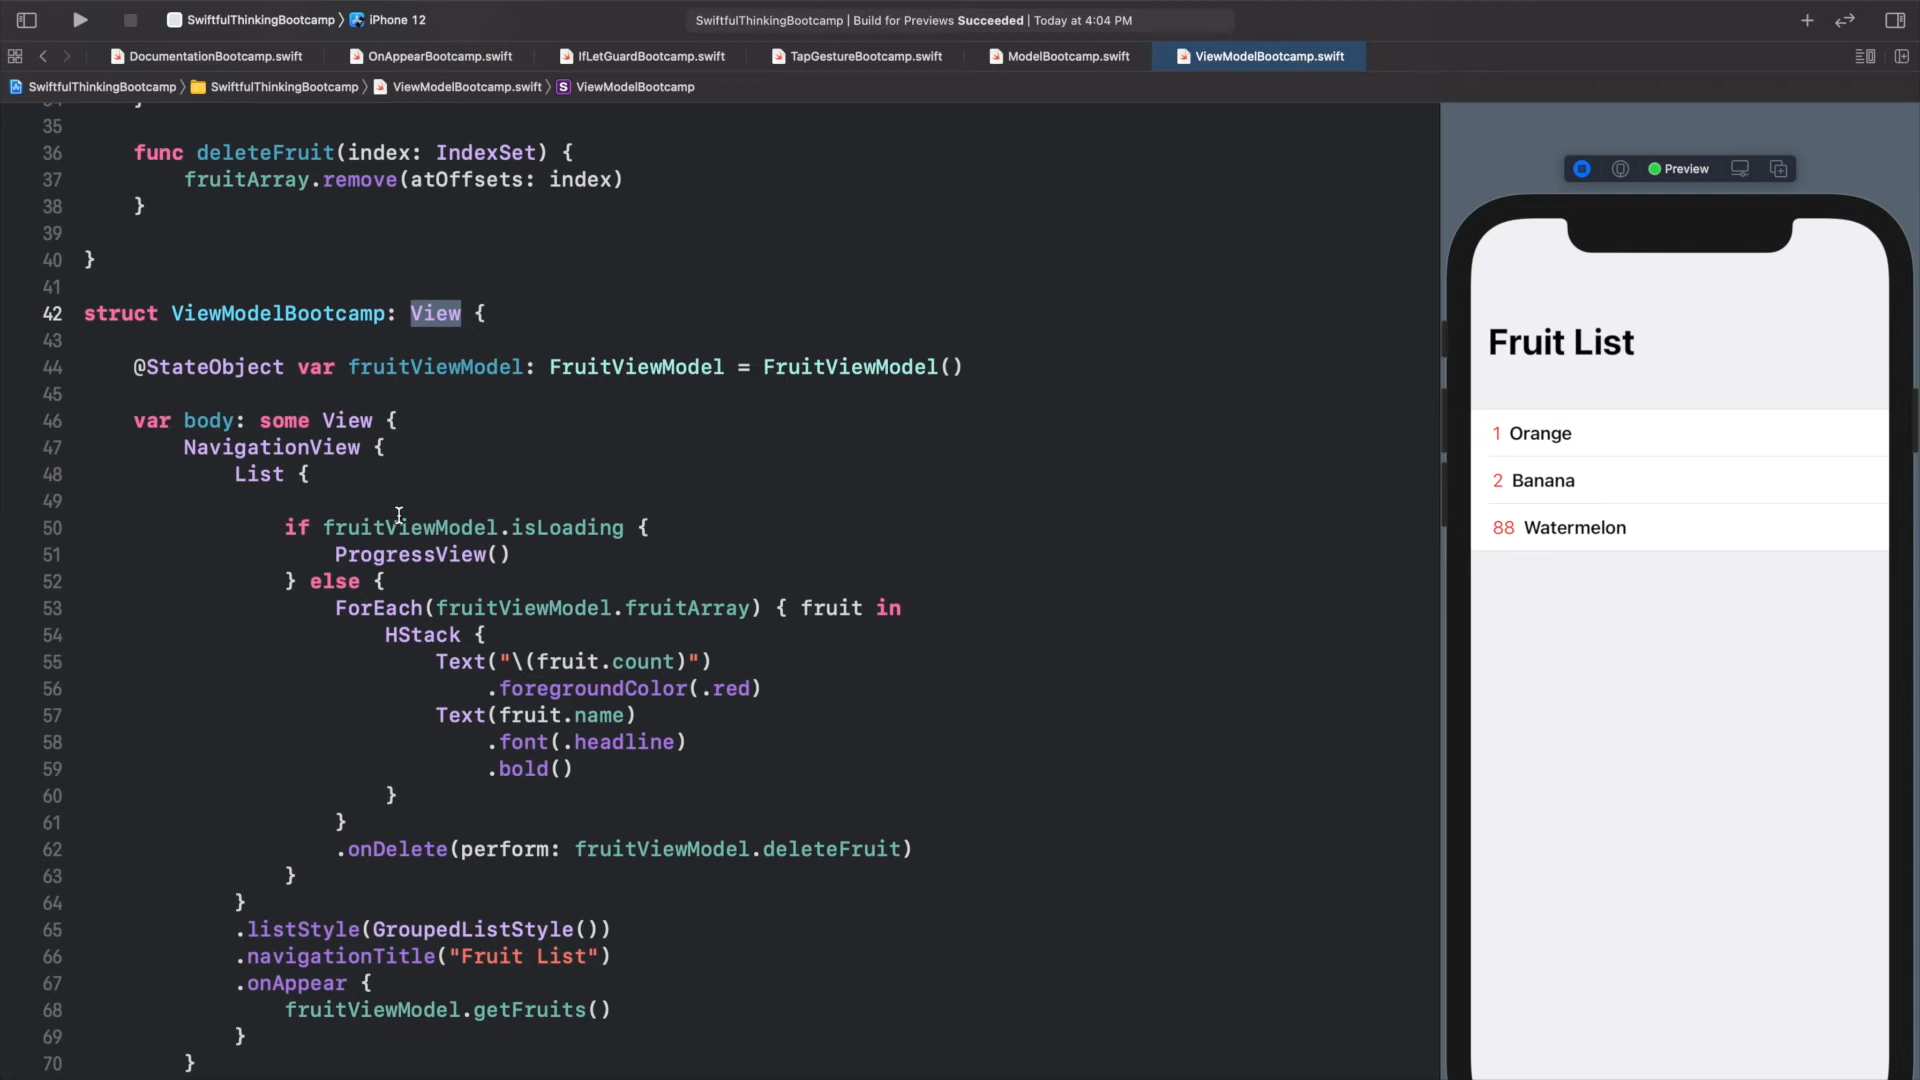 SwiftfulThinkingBootcamp 〉 iPhone 12
SwiftfulThinkingBootcamp | Build for Previews Succeeded | Today at 4:04 PM
DocumentationBootcamp.swift
OnAppearBootcamp.swift
IfLetGuardBootcamp.swift
TapGestureBootcamp.swift
ModelBootcamp.swift
ViewModelBootcamp.swift
SwiftfulThinkingBootcamp 〉 SwiftfulThinkingBootcamp 〉 ViewModelBootcamp.swift 〉 S ViewModelBootcamp
35
36 func deleteFruit(index: IndexSet) {
37 fruitArray.remove(atOffsets: index)
38 }
39
40 }
41
42 struct ViewModelBootcamp: View {
43
44 @StateObject var fruitViewModel: FruitViewModel = FruitViewModel()
45
46 var body: some View {
47 NavigationView {
48 List {
49
50 if fruitViewModel.isLoading {
51 ProgressView()
52 } else {
53 ForEach(fruitViewModel.fruitArray) { fruit in
54 HStack {
55 Text("\(fruit.count)")
56 .foregroundColor(.red)
57 Text(fruit.name)
58 .font(.headline)
59 .bold()
60 }
61 }
62 .onDelete(perform: fruitViewModel.deleteFruit)
63 }
64 }
65 .listStyle(GroupedListStyle())
66 .navigationTitle("Fruit List")
67 .onAppear {
68 fruitViewModel.getFruits()
69 }
70 }
Preview
Fruit List
1 Orange
2 Banana
88 Watermelon